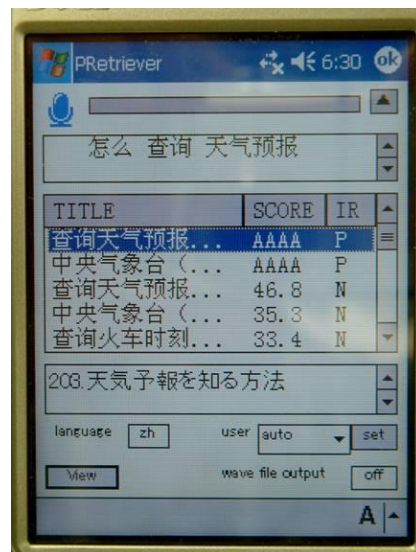 PRetriever 6:30 ok
怎么 查询 天气预报
TITLE SCORE IR
查询天气预报... AAAA P
中央气象台（... AAAA P
查询天气预报... 46.8 N
中央气象台（... 35.3 N
查询火车时刻... 33.4 N
203.天気予報を知る方法
language zh user auto set
View wave file output off
A